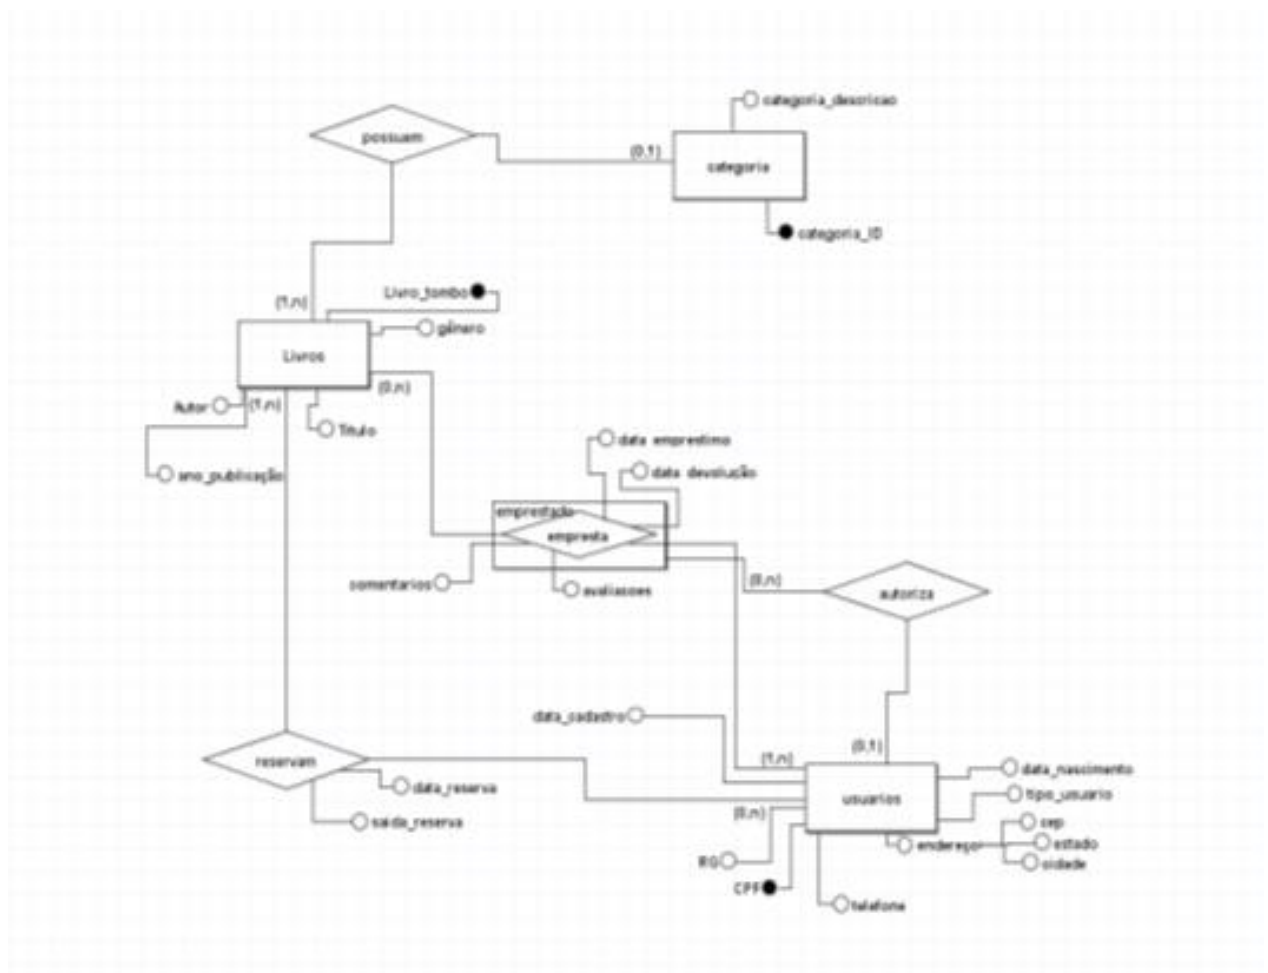 categoria_descricao
possuem
(0,1)
categoria
categoria_ID
Livro_tombo
(1,n)
gênero
Livros
(0,n)
Autor
(1,n)
Titulo
data emprestimo
ano_publicação
data devolução
emprestado
empresta
comentarios
avaliasoes
(0,n)
autoriza
data_cadastro
(0,1)
(1,n)
reservam
data_nascimento
data_reserva
tipo_usuario
usuarios
(0,n)
saida_reserva
cep
endereço
estado
cidade
RG
CPF
telefone